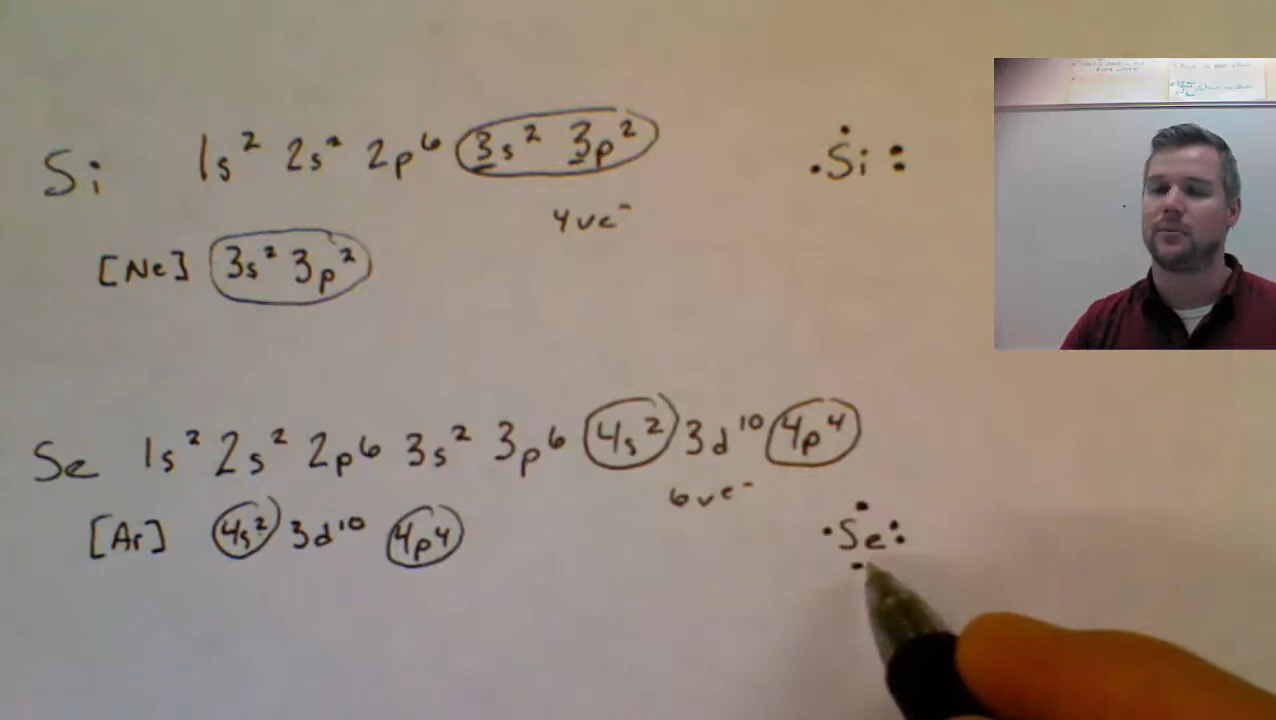 Si 1s² 2s² 2p⁶ 3s² 3p² ·Si:
4ve⁻
[Ne] 3s² 3p²
Se 1s² 2s² 2p⁶ 3s² 3p⁶ 4s² 3d¹⁰ 4p⁴
6ve⁻
[Ar] 4s² 3d¹⁰ 4p⁴ ·Se: